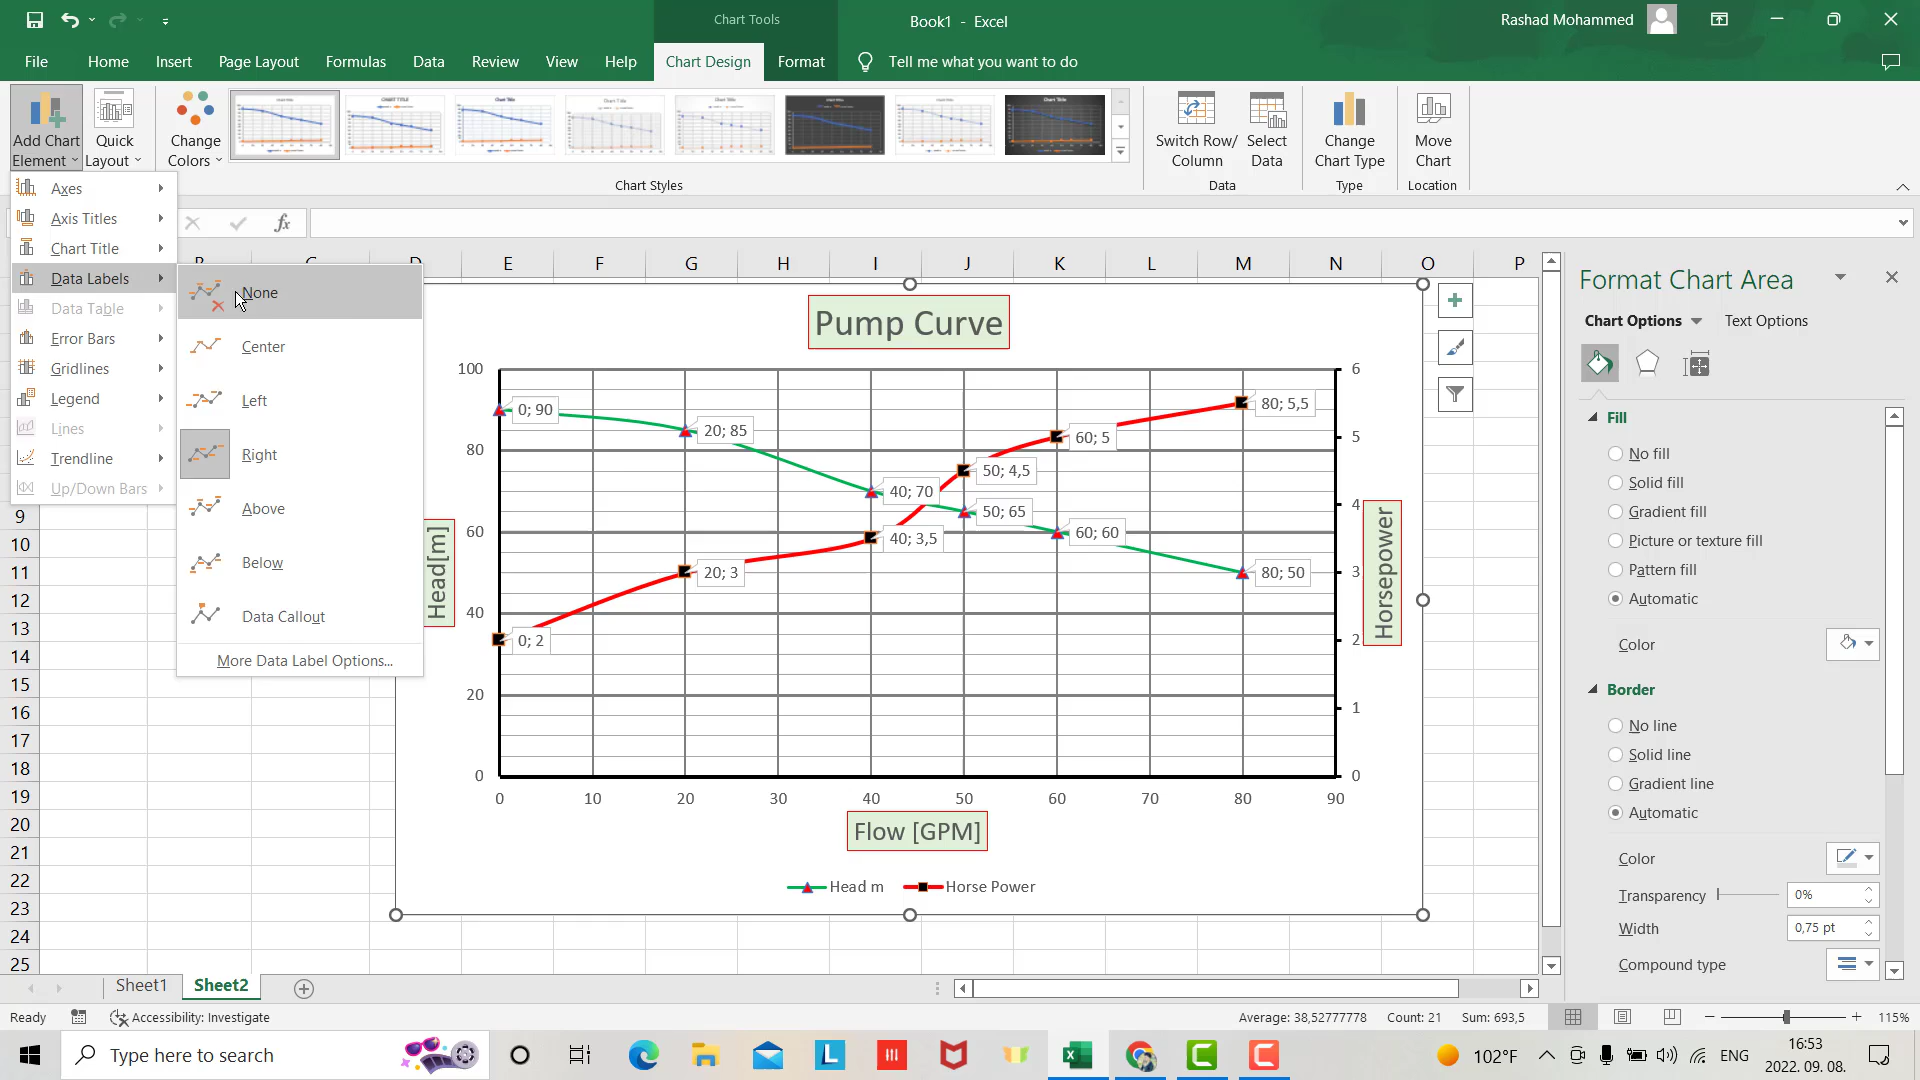 Chart Tools
Book1 - Excel
Rashad Mohammed
File
Home
Insert
Page Layout
Formulas
Data
Review
View
Help
Chart Design
Format
Tell me what you want to do
Add Chart
Element
Quick
Layout
Change
Colors
Switch Row/
Column
Select
Data
Change
Chart Type
Move
Chart
Chart Styles
Data
Type
Location
Axes
Axis Titles
Chart Title
Data Labels
Data Table
Error Bars
Gridlines
Legend
Lines
Trendline
Up/Down Bars
None
Center
Left
Right
Above
Below
Data Callout
More Data Label Options...
fx
E
F
G
H
I
J
K
L
M
N
O
P
9
10
11
12
13
14
15
16
17
18
19
20
21
22
23
24
25
Pump Curve
100
80
60
40
20
0
6
5
4
3
2
1
0
0; 90
20; 85
40; 70
50; 65
60; 60
80; 50
0; 2
20; 3
40; 3,5
50; 4,5
60; 5
80; 5,5
Head[m]
Horsepower
0 10 20 30 40 50 60 70 80 90
Flow [GPM]
Head m
Horse Power
Format Chart Area
Chart Options
Text Options
Fill
No fill
Solid fill
Gradient fill
Picture or texture fill
Pattern fill
Automatic
Color
Border
No line
Solid line
Gradient line
Automatic
Color
Transparency
0%
Width
0,75 pt
Compound type
Sheet1
Sheet2
Ready
Accessibility: Investigate
Average: 38,52777778
Count: 21
Sum: 693,5
115%
Type here to search
102°F
ENG
16:53
2022. 09. 08.